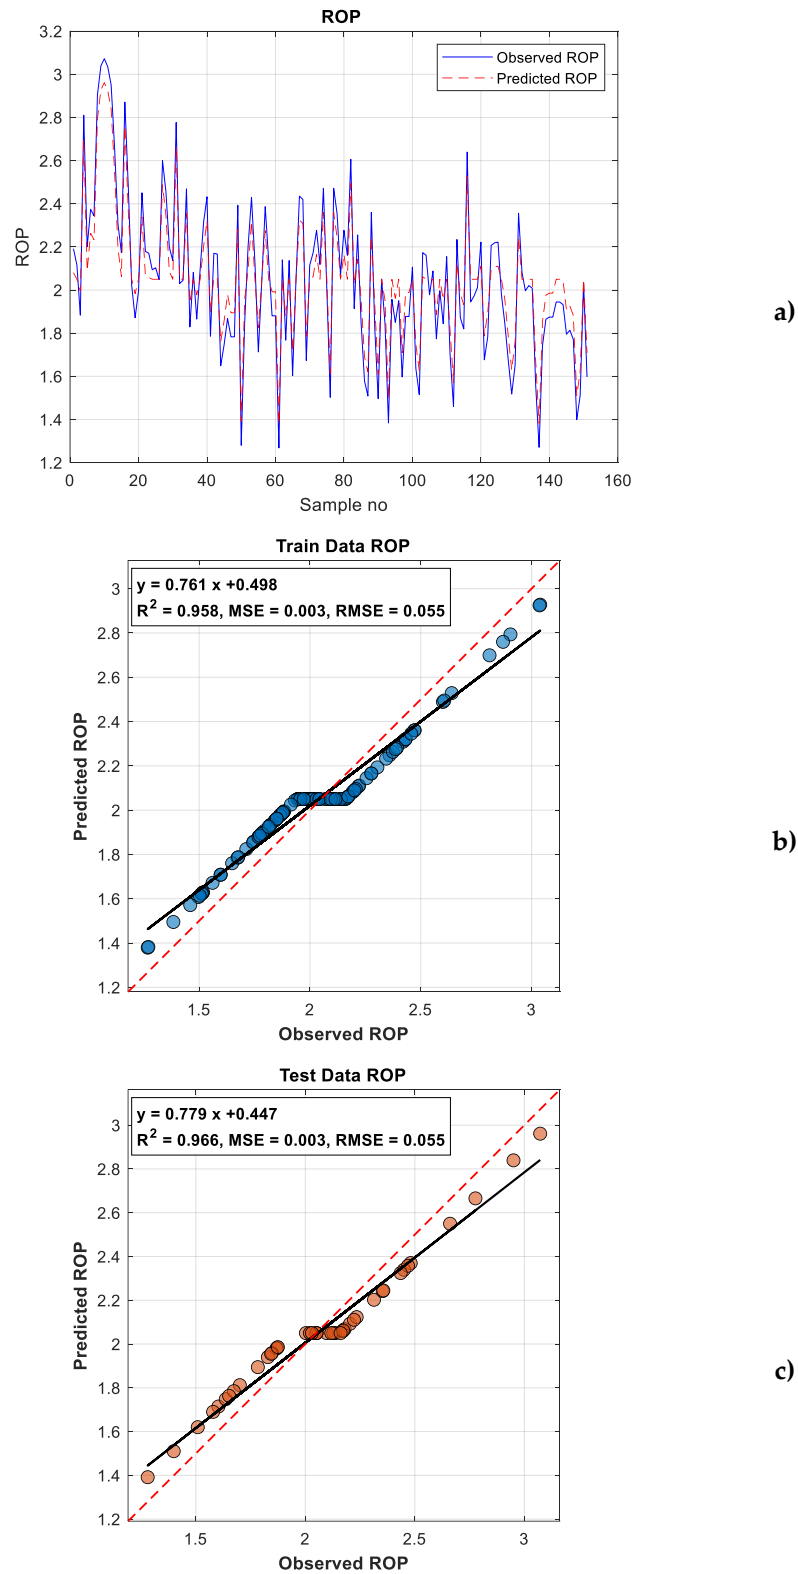 ROP
3.2
3
2.8
2.6
2.4
2.2
2
1.8
1.6
1.4
1.2
ROP
Observed ROP
Predicted ROP
0 20 40 60 80 100 120 140 160
Sample no
a)
Train Data ROP
y = 0.761 x +0.498
R² = 0.958, MSE = 0.003, RMSE = 0.055
3
2.8
2.6
2.4
2.2
2
1.8
1.6
1.4
1.2
Predicted ROP
1.5 2 2.5 3
Observed ROP
b)
Test Data ROP
y = 0.779 x +0.447
R² = 0.966, MSE = 0.003, RMSE = 0.055
3
2.8
2.6
2.4
2.2
2
1.8
1.6
1.4
1.2
Predicted ROP
1.5 2 2.5 3
Observed ROP
c)